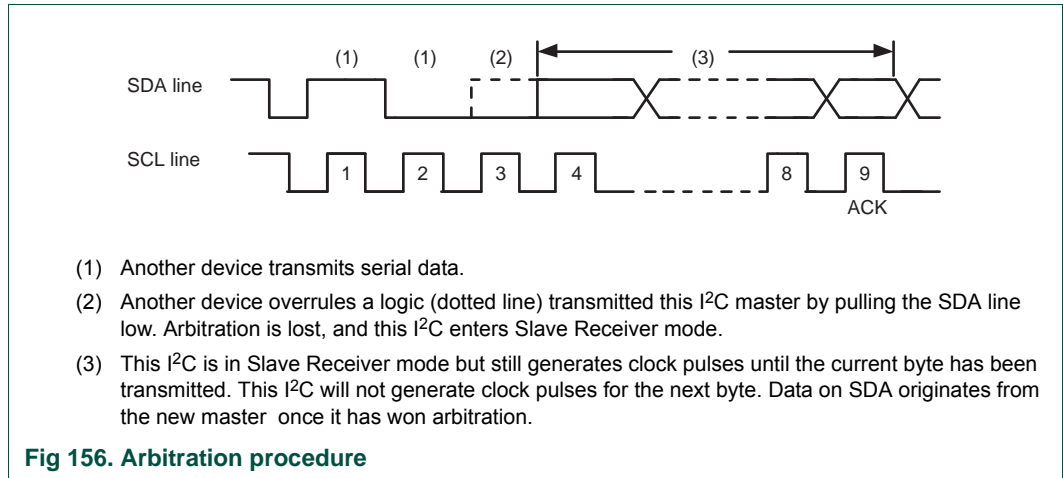 (1) (1) (2) (3)
SDA line
SCL line
1 2 3 4 8 9
ACK
(1) Another device transmits serial data.
(2) Another device overrules a logic (dotted line) transmitted this I2C master by pulling the SDA line
low. Arbitration is lost, and this I2C enters Slave Receiver mode.
(3) This I2C is in Slave Receiver mode but still generates clock pulses until the current byte has been
transmitted. This I2C will not generate clock pulses for the next byte. Data on SDA originates from
the new master once it has won arbitration.
Fig 156. Arbitration procedure